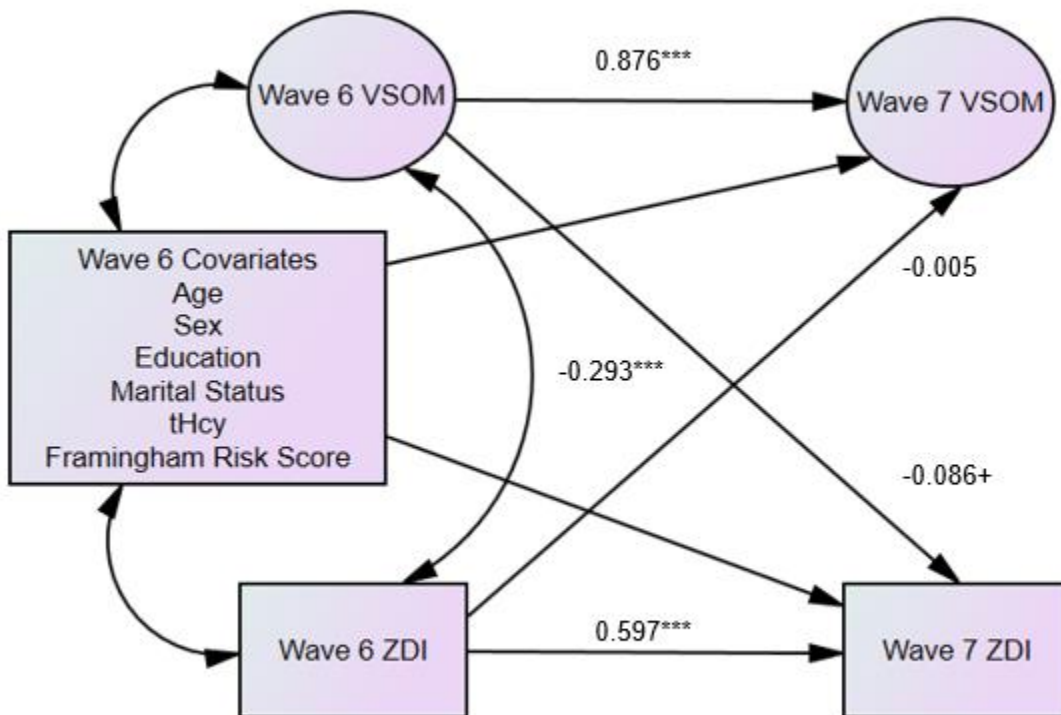 0.876***
Wave 6 VSOM
Wave 7 VSOM
Wave 6 Covariates
Age
Sex
Education
Marital Status
tHcy
Framingham Risk Score
-0.005
-0.293***
-0.086+
0.597***
Wave 6 ZDI
Wave 7 ZDI